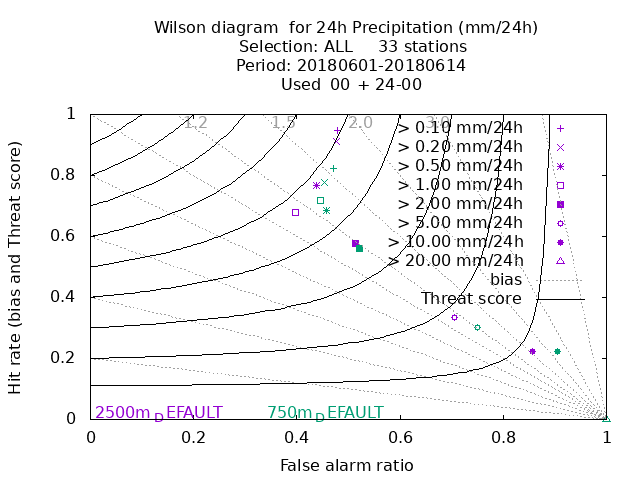 Wilson diagram  for 24h Precipitation (mm/24h)
Selection: ALL     33 stations
Period: 20180601-20180614
Used  00 + 24-00
Hit rate (bias and Threat score)
1
0.8
0.6
0.4
0.2
0
1.2
1.5
2.0
3.0
> 0.10 mm/24h
> 0.20 mm/24h
> 0.50 mm/24h
> 1.00 mm/24h
> 2.00 mm/24h
> 5.00 mm/24h
> 10.00 mm/24h
> 20.00 mm/24h
bias
Threat score
2500m_DEFAULT
750m_DEFAULT
0
0.2
0.4
0.6
0.8
1
False alarm ratio